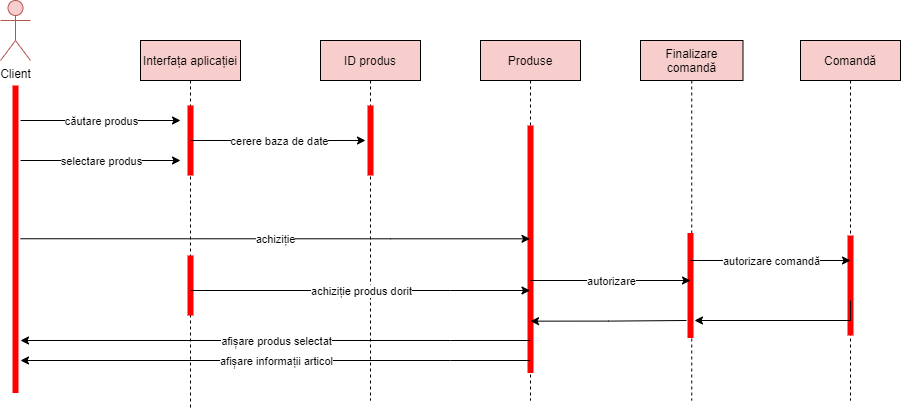 Client
Interfața aplicației
ID produs
Produse
Finalizare
comandă
Comandă
căutare produs
cerere baza de date
selectare produs
achiziție
autorizare comandă
autorizare
achiziție produs dorit
afișare produs selectat
afișare informații articol